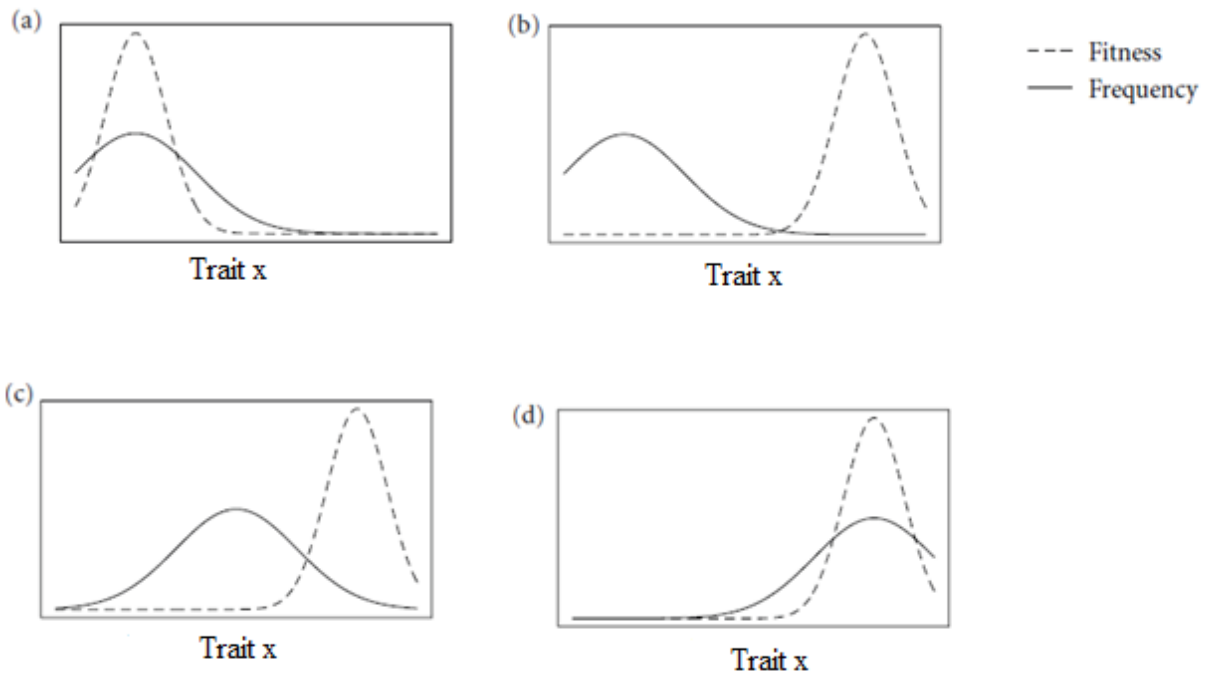 (a)
(b)
Fitness
Frequency
Trait x
Trait x
(c)
(d)
Trait x
Trait x